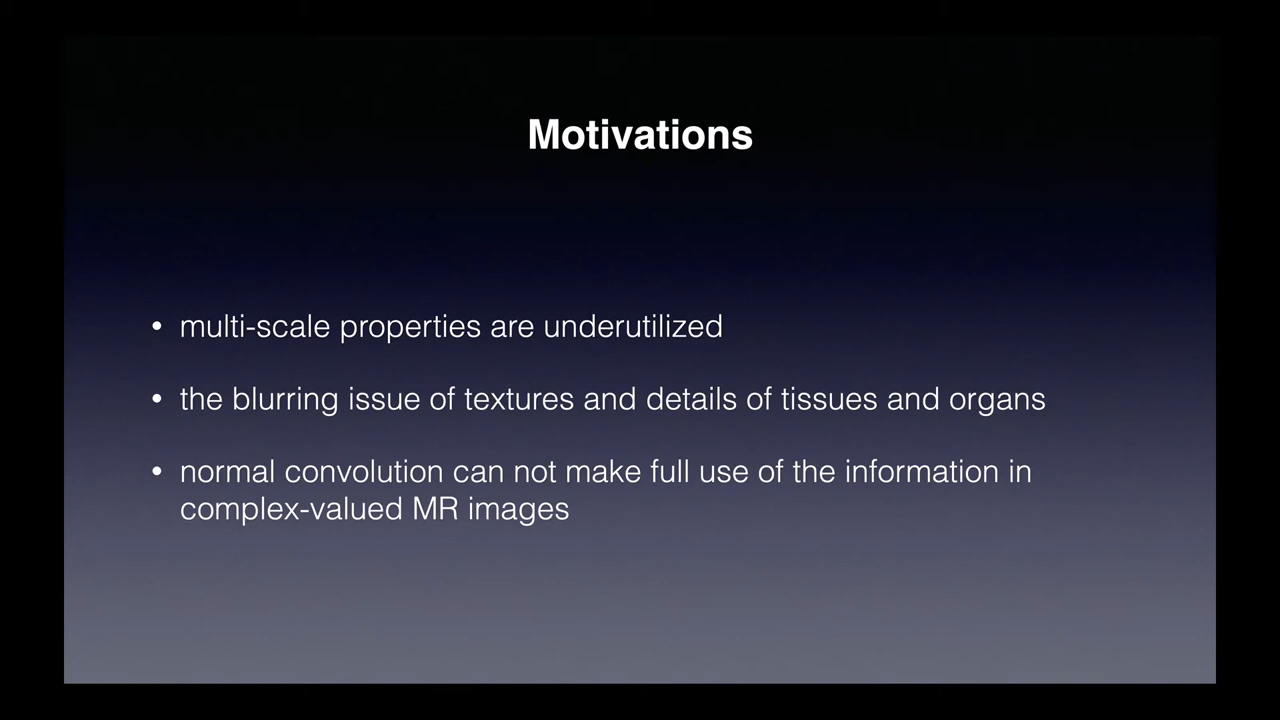 Motivations
• multi-scale properties are underutilized
• the blurring issue of textures and details of tissues and organs
• normal convolution can not make full use of the information in
complex-valued MR images